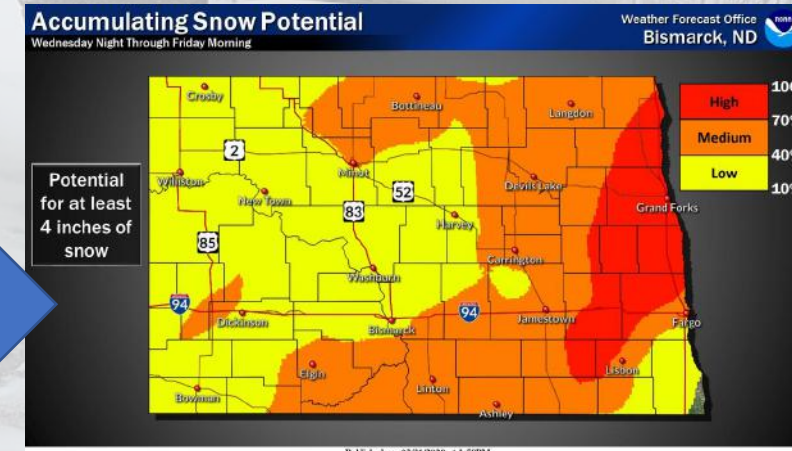 Accumulating Snow Potential
Wednesday Night Through Friday Morning
Weather Forecast Office
Bismarck, ND
NOAA
Potential
for at least
4 inches of
snow
High
Medium
Low
100
70%
40%
10%
Crosby
Bottineau
Langdon
2
Williston
Minot
52
Devils Lake
New Town
83
Grand Forks
Harvey
85
Carrington
Washburn
94
Dickinson
Bismarck
94
Jamestown
Fargo
Elgin
Lisbon
Linton
Bowman
Ashley